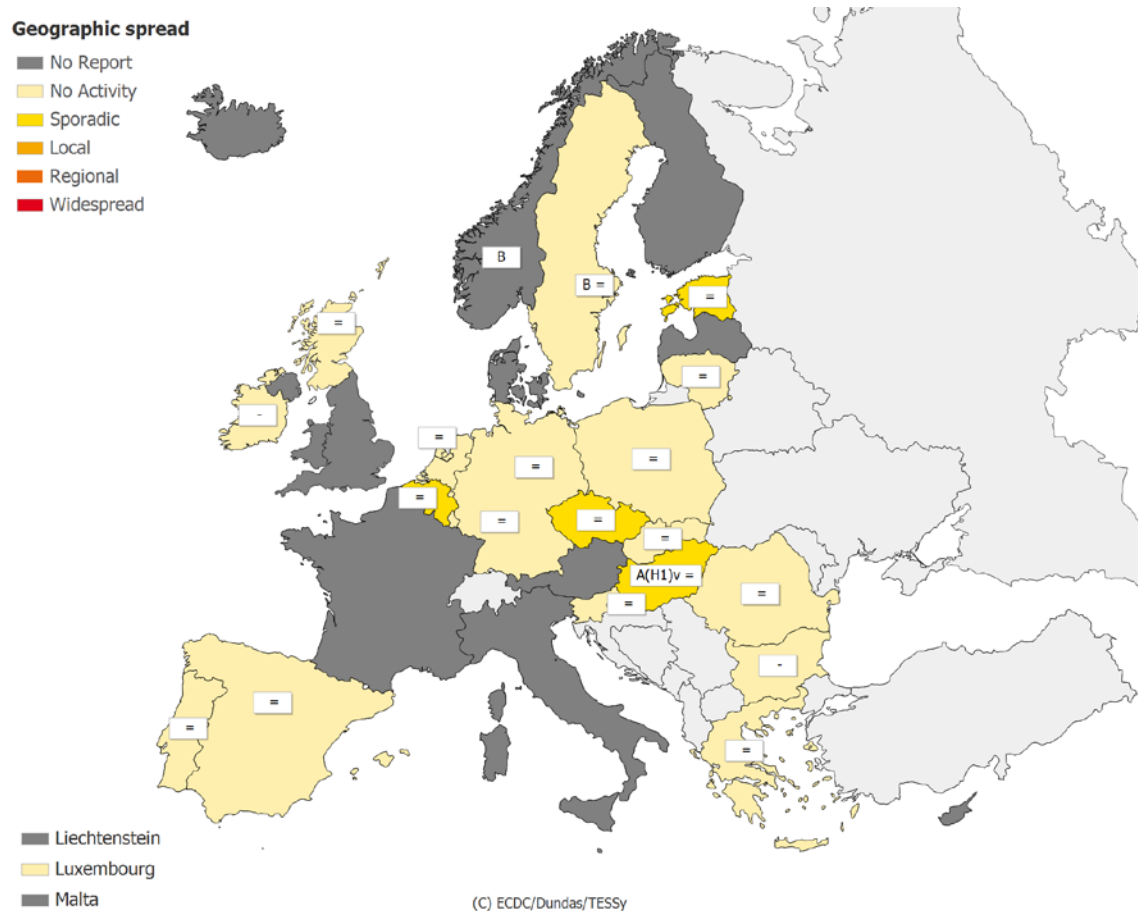 Geographic spread
No Report
No Activity
Sporadic
Local
Regional
Widespread
B
B =
=
=
=
-
=
=
=
=
=
=
=
A(H1)v =
=
=
-
=
=
=
Liechtenstein
Luxembourg
Malta
(C) ECDC/Dundas/TESSy